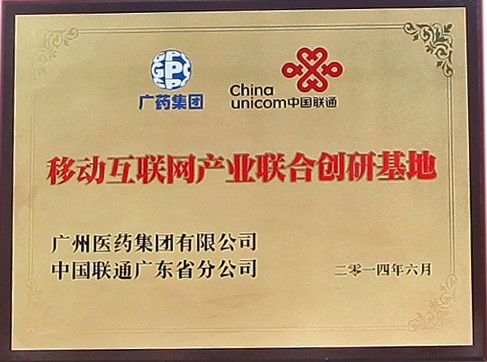 GPC
广药集团
China
unicom中国联通
移动互联网产业联合创研基地
广州医药集团有限公司
中国联通广东省分公司
二零一四年六月